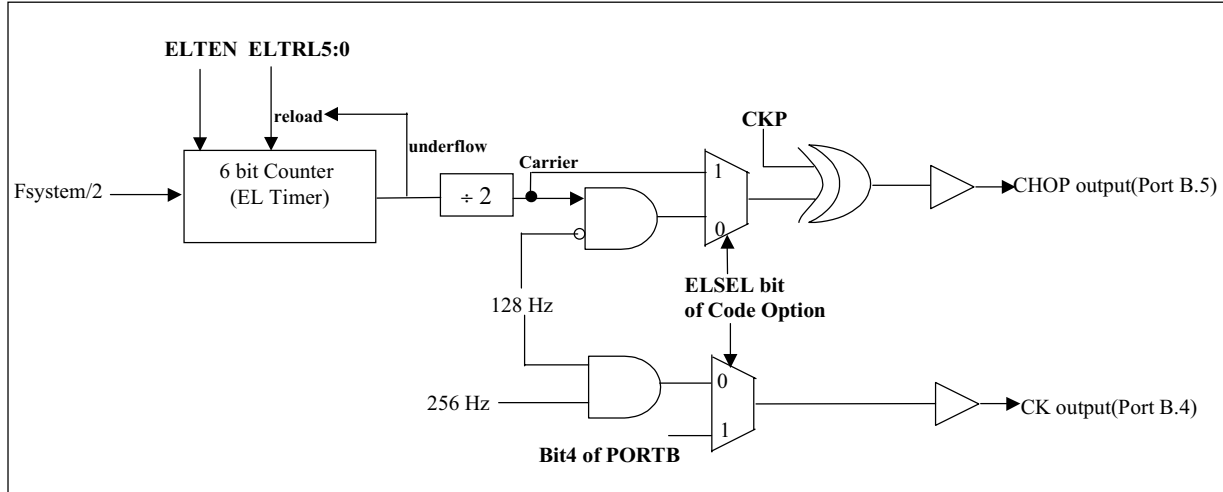 ELTEN ELTRL5:0
reload
underflow
6 bit Counter
(EL Timer)
Fsystem/2
÷ 2
Carrier
1
0
CKP
CHOP output(Port B.5)
128 Hz
ELSEL bit
of Code Option
256 Hz
0
1
Bit4 of PORTB
CK output(Port B.4)